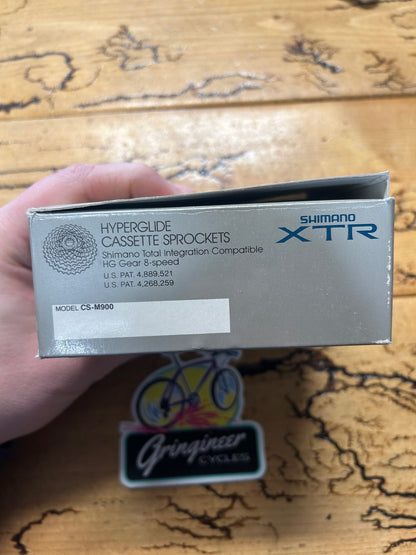 HYPERGLIDE
CASSETTE SPROCKETS
Shimano Total Integration Compatible
HG Gear 8-speed
U.S. PAT. 4,889,521
U.S. PAT. 4,268,259
SHIMANO
XTR
MODEL CS-M900
Gringineer
CYCLES